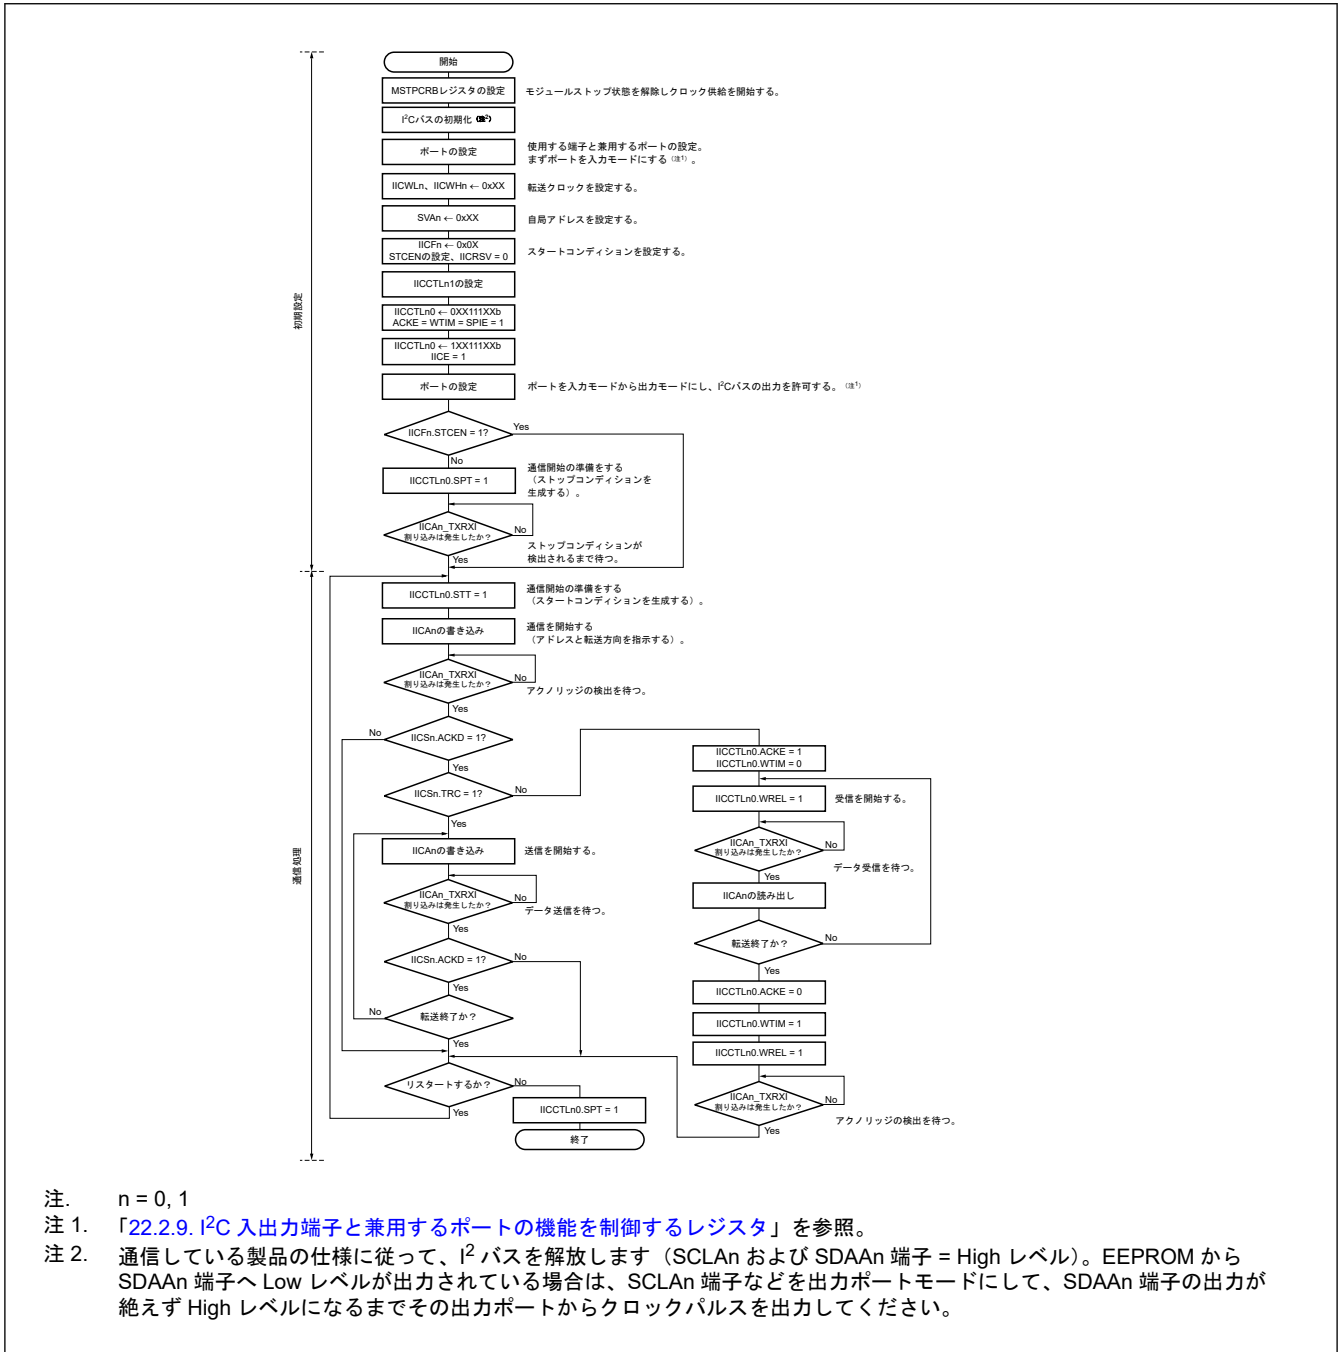 開始
MSTPCRBレジスタの設定
モジュールストップ状態を解除しクロック供給を開始する。
I²Cバスの初期化 (注2)
ポートの設定
使用する端子と兼用するポートの設定。
まずポートを入力モードにする（注1）。
IICWLn、IICWHn ← 0xXX
転送クロックを設定する。
SVAn ← 0xXX
自局アドレスを設定する。
IICFn ← 0x0X
STCENの設定、IICRSV = 0
スタートコンディションを設定する。
IICCTLn1の設定
IICCTLn0 ← 0XX111XXb
ACKE = WTIM = SPIE = 1
IICCTLn0 ← 1XX111XXb
IICE = 1
ポートの設定
ポートを入力モードから出力モードにし、I²Cバスの出力を許可する。（注1）
初期設定
IICFn.STCEN = 1?
Yes
No
IICCTLn0.SPT = 1
通信開始の準備をする
（ストップコンディションを
生成する）。
IICAn_TXRXI
割り込みは発生したか？
No
ストップコンディションが
検出されるまで待つ。
Yes
IICCTLn0.STT = 1
通信開始の準備をする
（スタートコンディションを生成する）。
IICAnの書き込み
通信を開始する
（アドレスと転送方向を指示する）。
IICAn_TXRXI
割り込みは発生したか？
No
アクノリッジの検出を待つ。
Yes
IICSn.ACKD = 1?
No
Yes
IICSn.TRC = 1?
No
Yes
通信処理
IICAnの書き込み
送信を開始する。
IICAn_TXRXI
割り込みは発生したか？
No
データ送信を待つ。
Yes
IICSn.ACKD = 1?
No
Yes
転送終了か？
No
Yes
リスタートするか？
No
Yes
IICCTLn0.SPT = 1
終了
IICCTLn0.ACKE = 1
IICCTLn0.WTIM = 0
IICCTLn0.WREL = 1
受信を開始する。
IICAn_TXRXI
割り込みは発生したか？
No
データ受信を待つ。
Yes
IICAnの読み出し
転送終了か？
No
Yes
IICCTLn0.ACKE = 0
IICCTLn0.WTIM = 1
IICCTLn0.WREL = 1
IICAn_TXRXI
割り込みは発生したか？
No
アクノリッジの検出を待つ。
Yes
注. n = 0, 1
注 1. 「22.2.9. I²C 入出力端子と兼用するポートの機能を制御するレジスタ」を参照。
注 2. 通信している製品の仕様に従って、I² バスを解放します（SCLAn および SDAAn 端子 = High レベル）。EEPROM から
SDAAn 端子へ Low レベルが出力されている場合は、SCLAn 端子などを出力ポートモードにして、SDAAn 端子の出力が
絶えず High レベルになるまでその出力ポートからクロックパルスを出力してください。